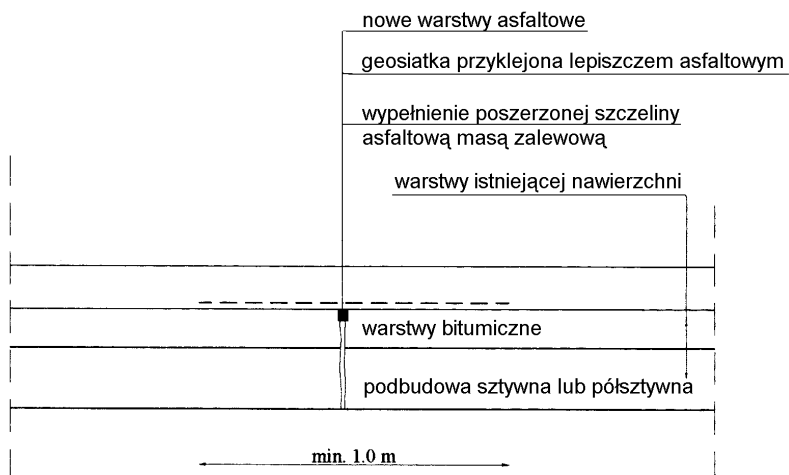 nowe warstwy asfaltowe
geosiatka przyklejona lepiszczem asfaltowym
wypełnienie poszerzonej szczeliny
asfaltową masą zalewową
warstwy istniejącej nawierzchni
warstwy bitumiczne
podbudowa sztywna lub półsztywna
min. 1.0 m